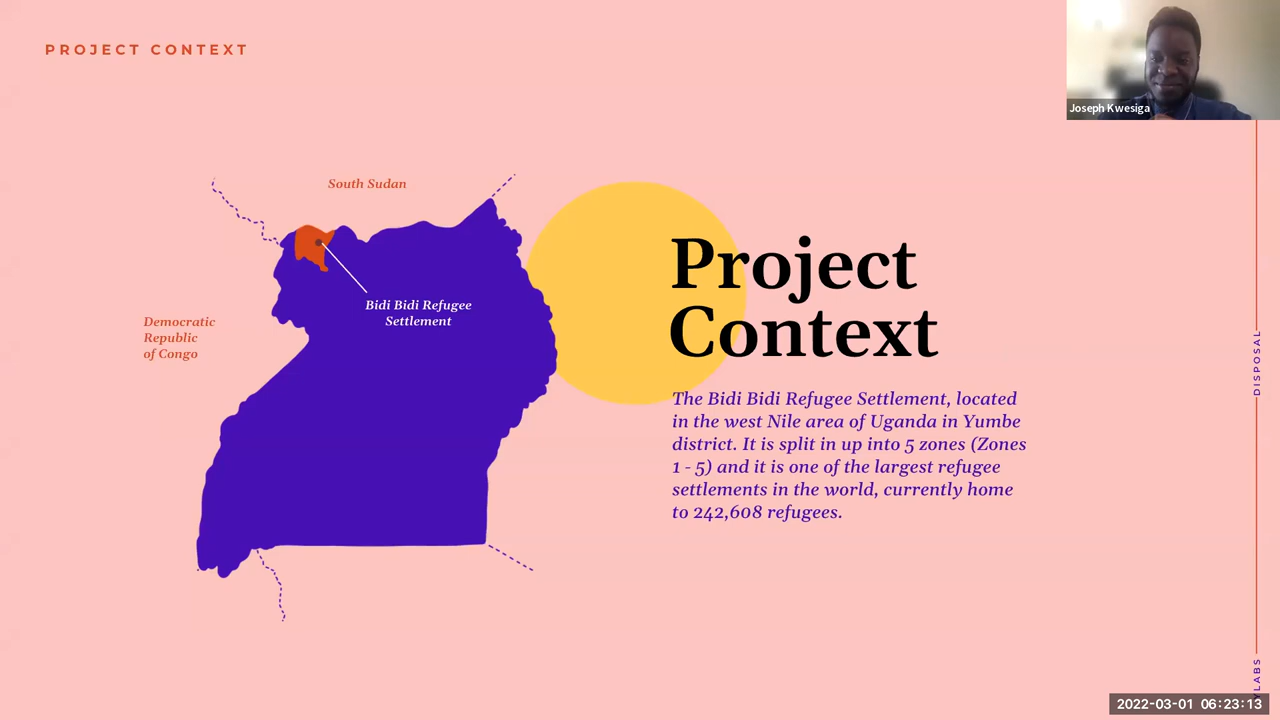 PROJECT CONTEXT
Joseph Kwesiga
South Sudan
Bidi Bidi Refugee
Settlement
Democratic
Republic
of Congo
Project
Context
The Bidi Bidi Refugee Settlement, located
in the west Nile area of Uganda in Yumbe
district. It is split in up into 5 zones (Zones
1 - 5) and it is one of the largest refugee
settlements in the world, currently home
to 242,608 refugees.
DISPOSAL
2022-03-01 06:23:13